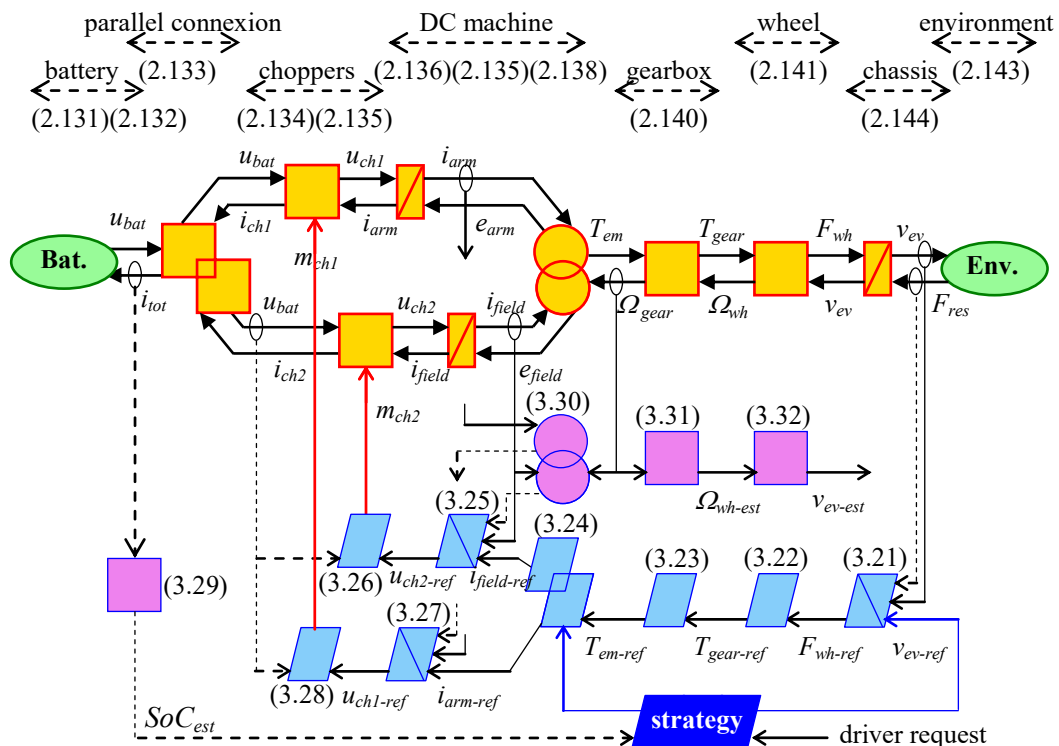 parallel connexion DC machine wheel environment
(2.133) (2.136)(2.135)(2.138) (2.141) (2.143)
battery choppers gearbox chassis
(2.131)(2.132) (2.134)(2.135) (2.140) (2.144)
u_bat u_ch1 i_arm
u_bat i_ch1 i_arm e_arm T_em T_gear F_wh v_ev
Bat. m_ch1 Env.
i_tot u_bat u_ch2 i_field Ω_gear Ω_wh v_ev F_res
i_ch2 i_field e_field
m_ch2 (3.30) (3.31) (3.32)
(3.25) Ω_wh-est v_ev-est
(3.24) (3.23) (3.22) (3.21)
(3.29) (3.26) u_ch2-ref i_field-ref
(3.27) T_em-ref T_gear-ref F_wh-ref v_ev-ref
(3.28) u_ch1-ref i_arm-ref
SoC_est strategy
driver request